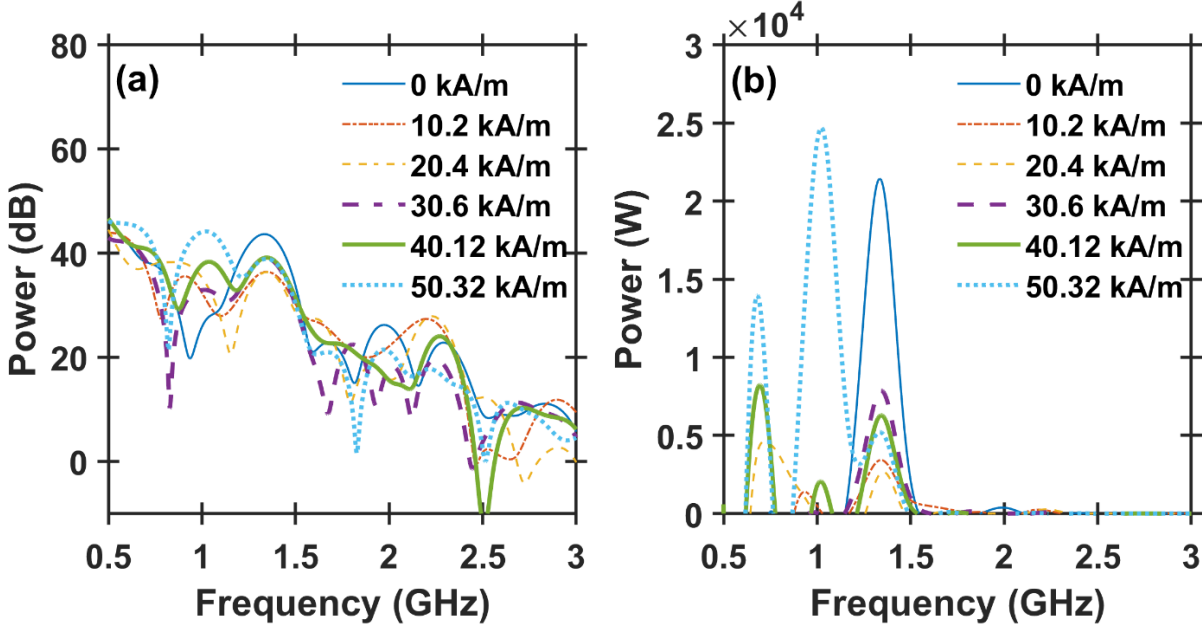 (a)
80
60
40
20
0
Power (dB)
0 kA/m
10.2 kA/m
20.4 kA/m
30.6 kA/m
40.12 kA/m
50.32 kA/m
0.5 1 1.5 2 2.5 3
Frequency (GHz)
×10⁴
(b)
3
2.5
2
1.5
1
0.5
0
Power (W)
0 kA/m
10.2 kA/m
20.4 kA/m
30.6 kA/m
40.12 kA/m
50.32 kA/m
0.5 1 1.5 2 2.5 3
Frequency (GHz)